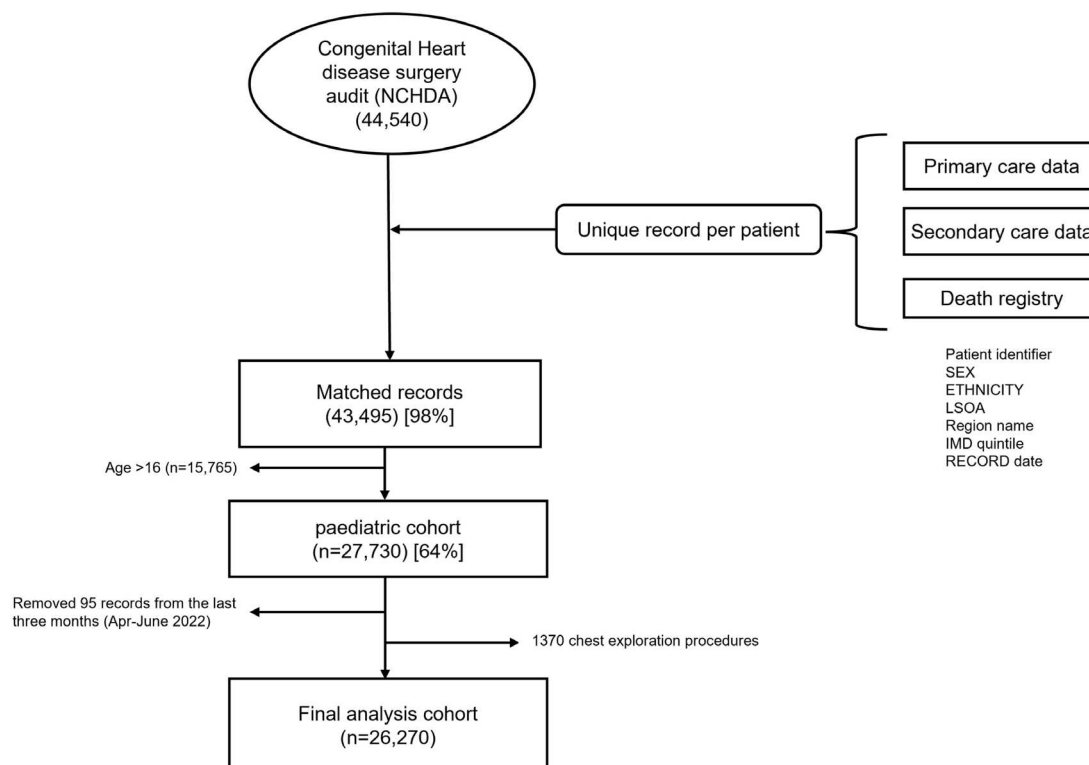 Congenital Heart
disease surgery
audit (NCHDA)
(44,540)
Primary care data
Unique record per patient
Secondary care data
Death registry
Patient identifier
SEX
ETHNICITY
LSOA
Region name
IMD quintile
RECORD date
Matched records
(43,495) [98%]
Age >16 (n=15,765)
paediatric cohort
(n=27,730) [64%]
Removed 95 records from the last
three months (Apr-June 2022)
1370 chest exploration procedures
Final analysis cohort
(n=26,270)